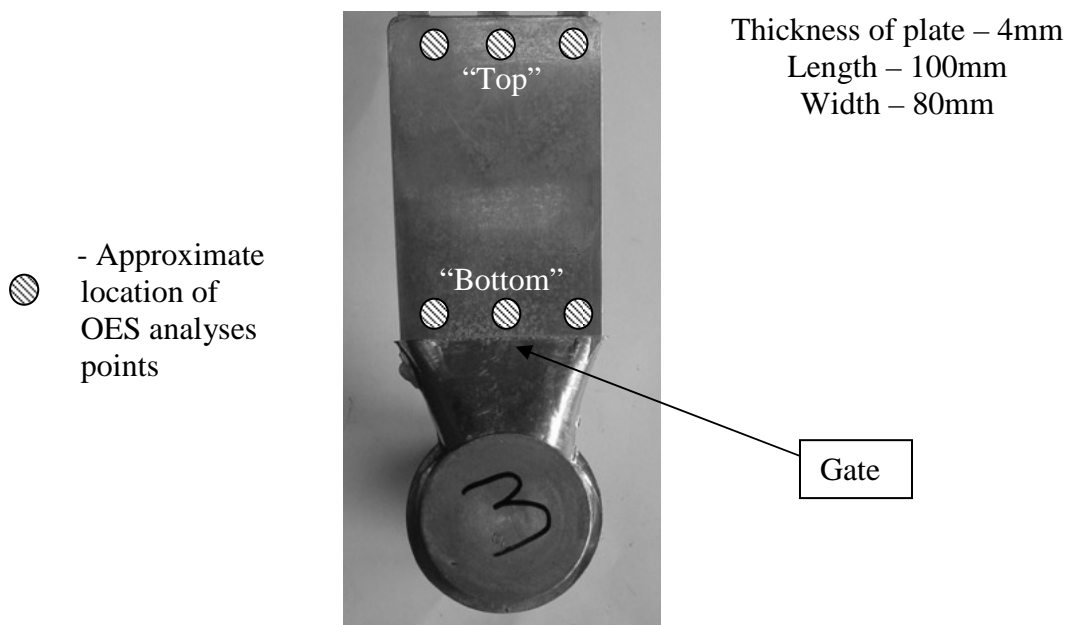 Thickness of plate – 4mm
Length – 100mm
Width – 80mm
“Top”
- Approximate
location of
OES analyses
points
“Bottom”
Gate
3